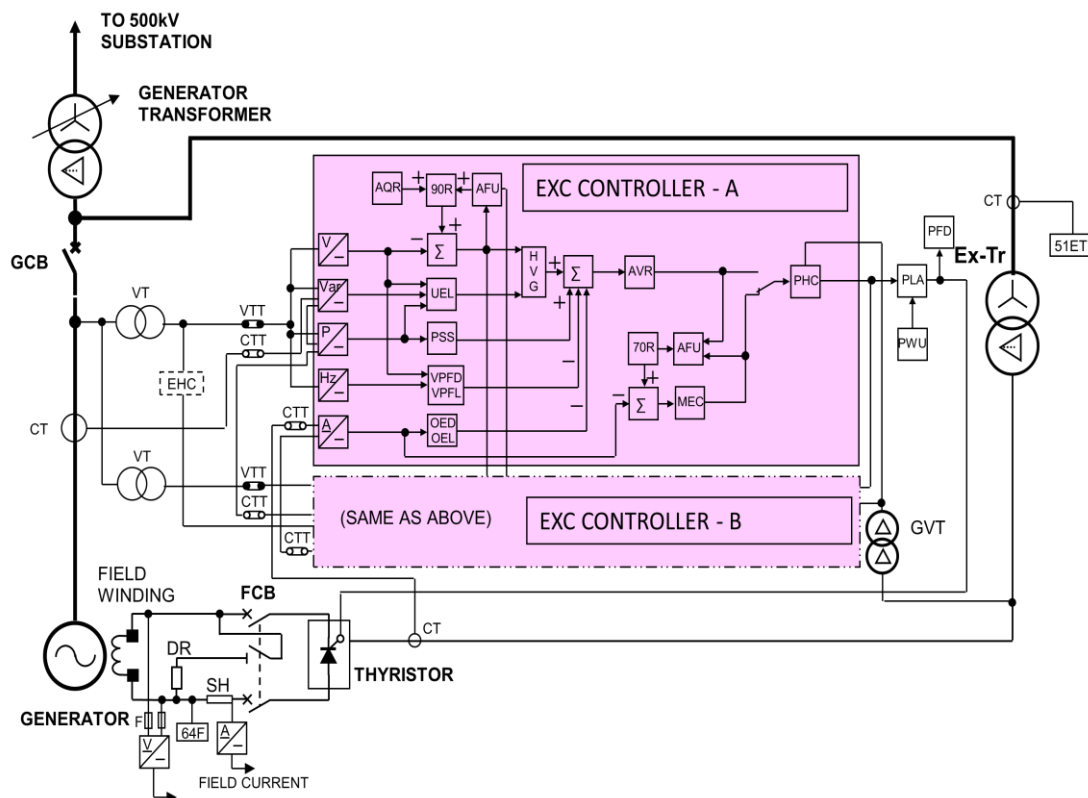 TO 500kV
SUBSTATION
GENERATOR
TRANSFORMER
GCB
VT
VTT
CTT
EHC
CT
VT
VTT
CTT
CTT
CTT
EXC CONTROLLER - A
AQR
+
90R
+
AFU
+
−
Σ
V
Var
P
Hz
A
UEL
PSS
VPFD
VPFL
OED
OEL
H
V
G
+
+
Σ
−
−
AVR
70R
AFU
+
−
Σ
MEC
PHC
PLA
PFD
PWU
CT
51ET
Ex-Tr
(SAME AS ABOVE)
EXC CONTROLLER - B
GVT
FIELD
WINDING
FCB
DR
SH
THYRISTOR
CT
GENERATOR
F
64F
V
A
FIELD CURRENT